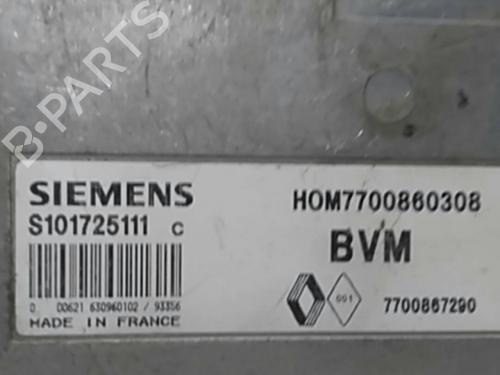 B-PARTS
SIEMENS
S101725111 C
0 00621 630960102 / 93356
MADE IN FRANCE
HOM7700860308
BVM
001
7700867290